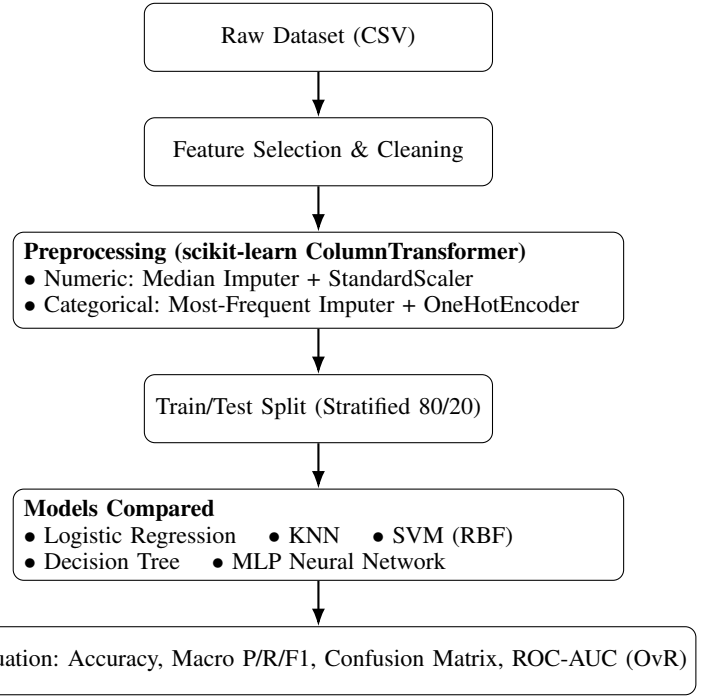 Raw Dataset (CSV)
Feature Selection & Cleaning
Preprocessing (scikit-learn ColumnTransformer)
• Numeric: Median Imputer + StandardScaler
• Categorical: Most-Frequent Imputer + OneHotEncoder
Train/Test Split (Stratified 80/20)
Models Compared
• Logistic Regression • KNN • SVM (RBF)
• Decision Tree • MLP Neural Network
uation: Accuracy, Macro P/R/F1, Confusion Matrix, ROC-AUC (OvR)